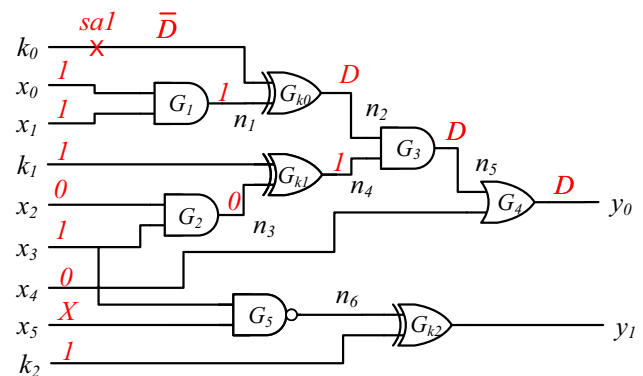 sa1 D̅
k0 X
x0 1
G1 1 n1 Gk0 D n2
x1 1
k1 1
G3 D n5
Gk1 1 n4
x2 0
G2 0 n3
x3 1
G4 D y0
x4 0
x5 X
G5 n6 Gk2 y1
k2 1